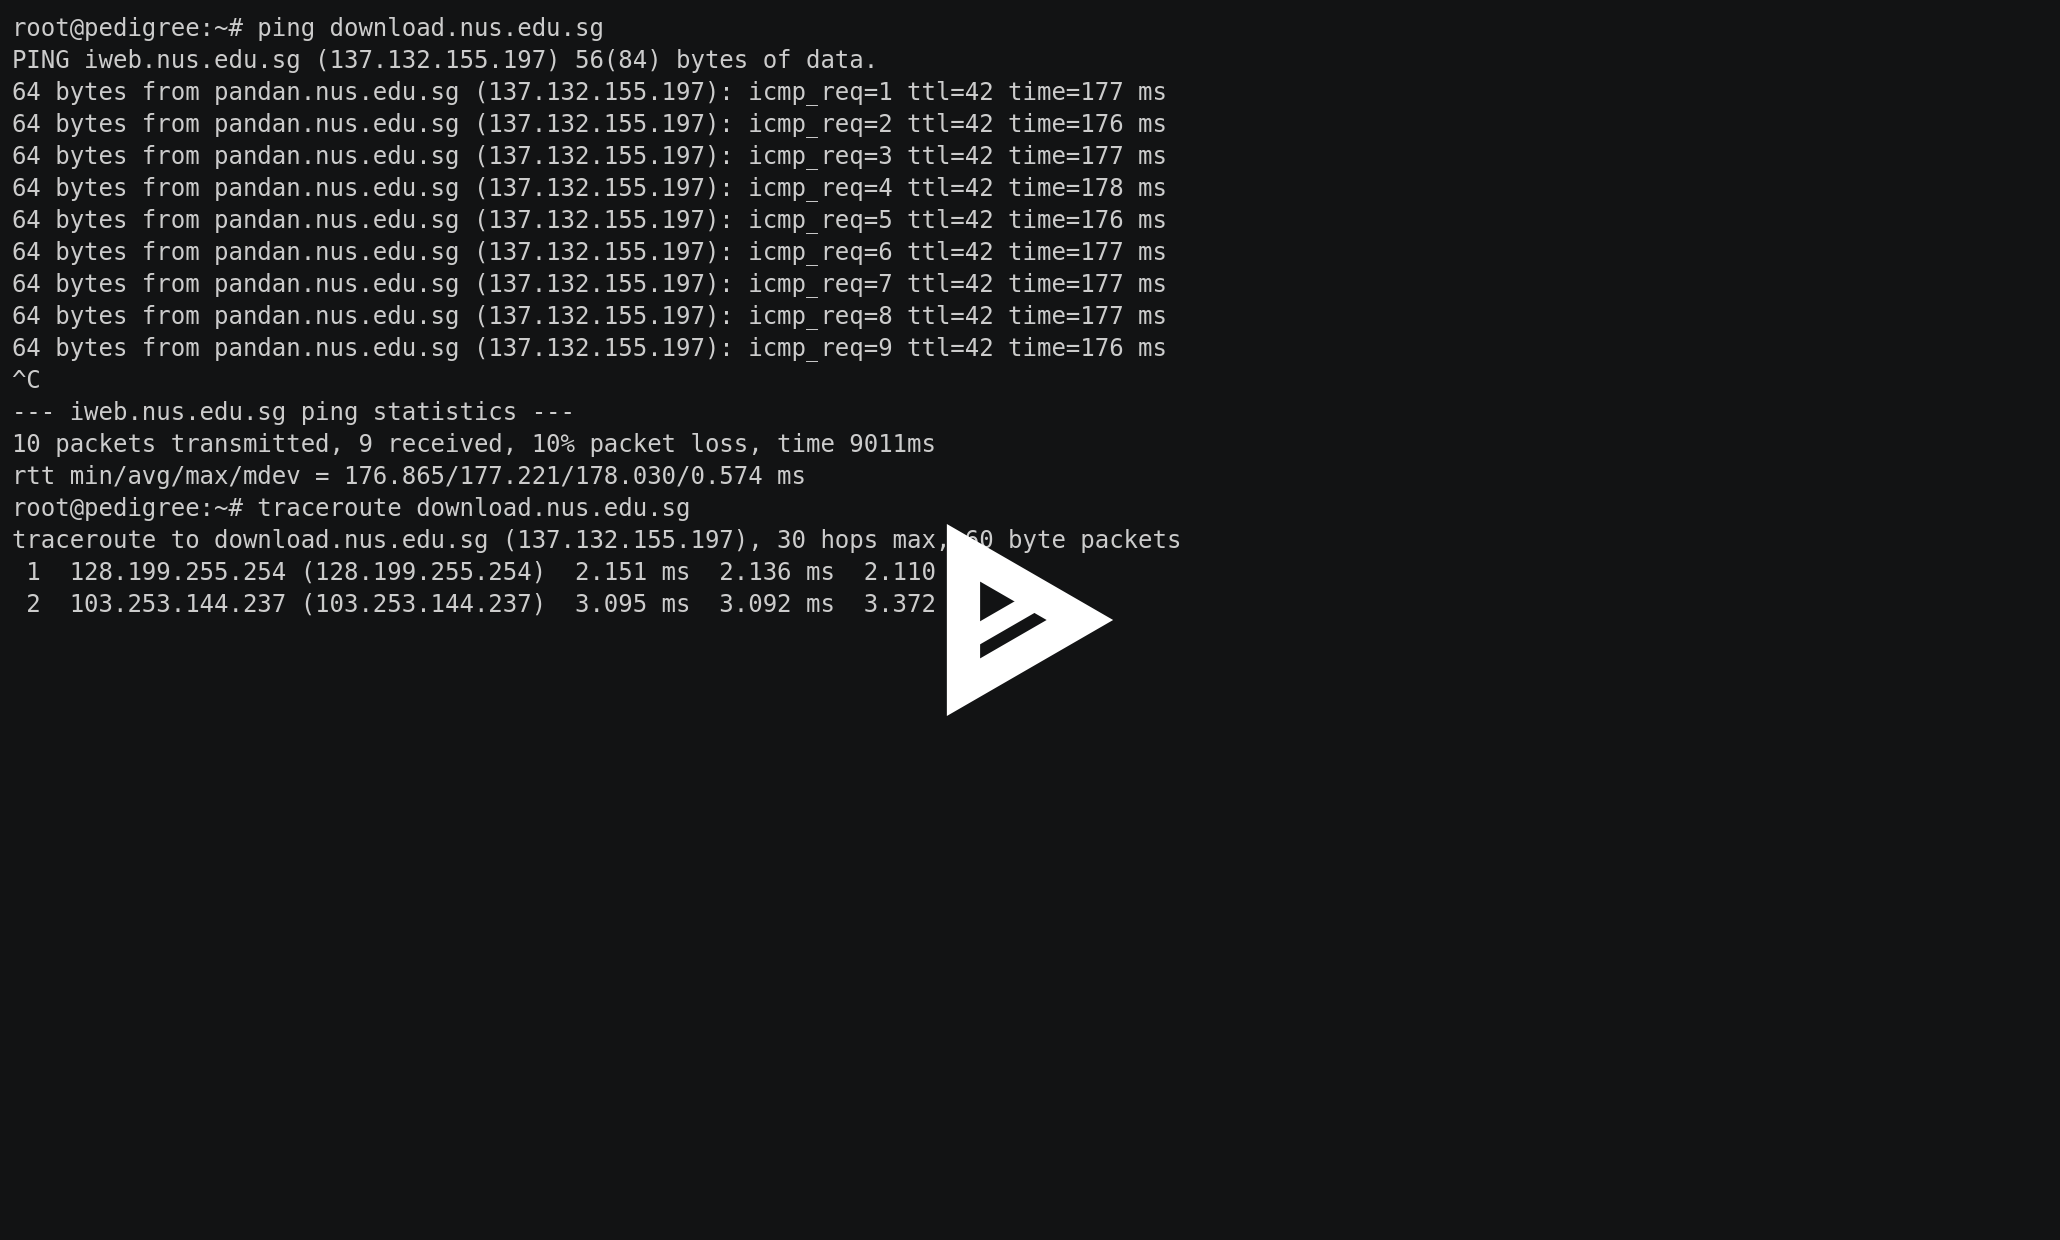 root@pedigree:~# ping download.nus.edu.sg
PING iweb.nus.edu.sg (137.132.155.197) 56(84) bytes of data.
64 bytes from pandan.nus.edu.sg (137.132.155.197): icmp_req=1 ttl=42 time=177 ms
64 bytes from pandan.nus.edu.sg (137.132.155.197): icmp_req=2 ttl=42 time=176 ms
64 bytes from pandan.nus.edu.sg (137.132.155.197): icmp_req=3 ttl=42 time=177 ms
64 bytes from pandan.nus.edu.sg (137.132.155.197): icmp_req=4 ttl=42 time=178 ms
64 bytes from pandan.nus.edu.sg (137.132.155.197): icmp_req=5 ttl=42 time=176 ms
64 bytes from pandan.nus.edu.sg (137.132.155.197): icmp_req=6 ttl=42 time=177 ms
64 bytes from pandan.nus.edu.sg (137.132.155.197): icmp_req=7 ttl=42 time=177 ms
64 bytes from pandan.nus.edu.sg (137.132.155.197): icmp_req=8 ttl=42 time=177 ms
64 bytes from pandan.nus.edu.sg (137.132.155.197): icmp_req=9 ttl=42 time=176 ms
^C
--- iweb.nus.edu.sg ping statistics ---
10 packets transmitted, 9 received, 10% packet loss, time 9011ms
rtt min/avg/max/mdev = 176.865/177.221/178.030/0.574 ms
root@pedigree:~# traceroute download.nus.edu.sg
traceroute to download.nus.edu.sg (137.132.155.197), 30 hops max, 60 byte packets
 1  128.199.255.254 (128.199.255.254)  2.151 ms  2.136 ms  2.110
 2  103.253.144.237 (103.253.144.237)  3.095 ms  3.092 ms  3.372